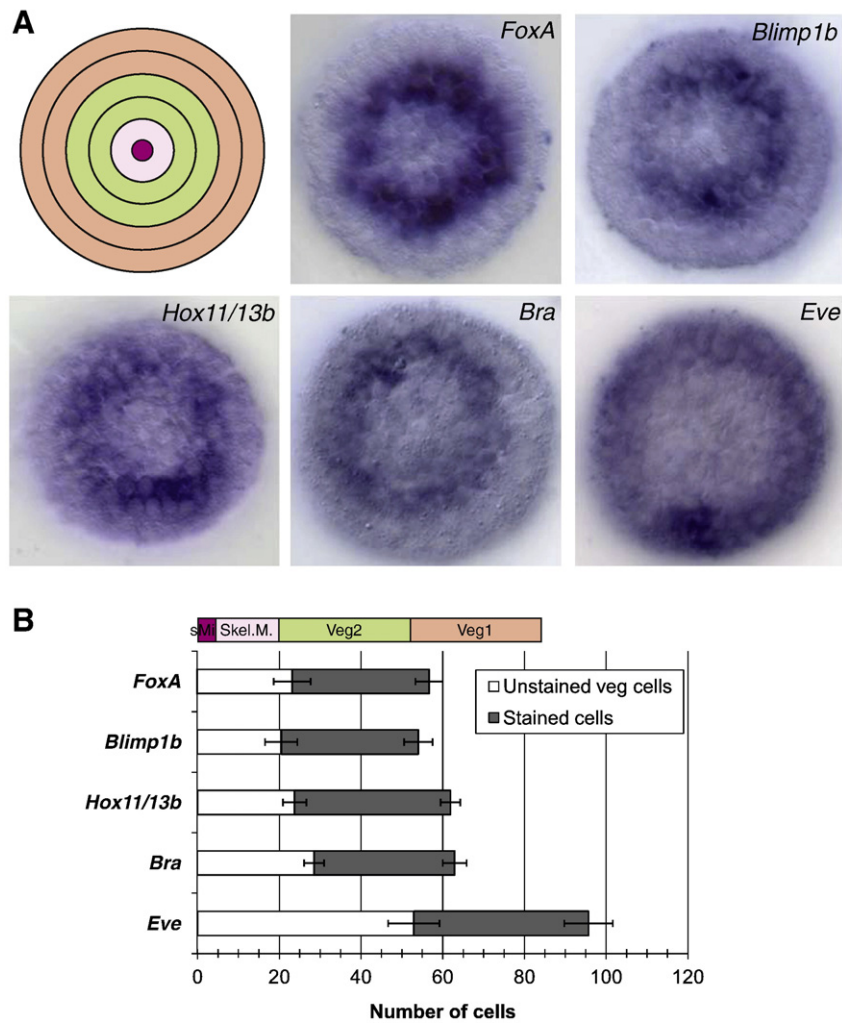 A
FoxA
Blimp1b
Hox11/13b
Bra
Eve
B
sMi Skel.M. Veg2 Veg1
FoxA
Unstained veg cells
Stained cells
Blimp1b
Hox11/13b
Bra
Eve
0 20 40 60 80 100 120
Number of cells